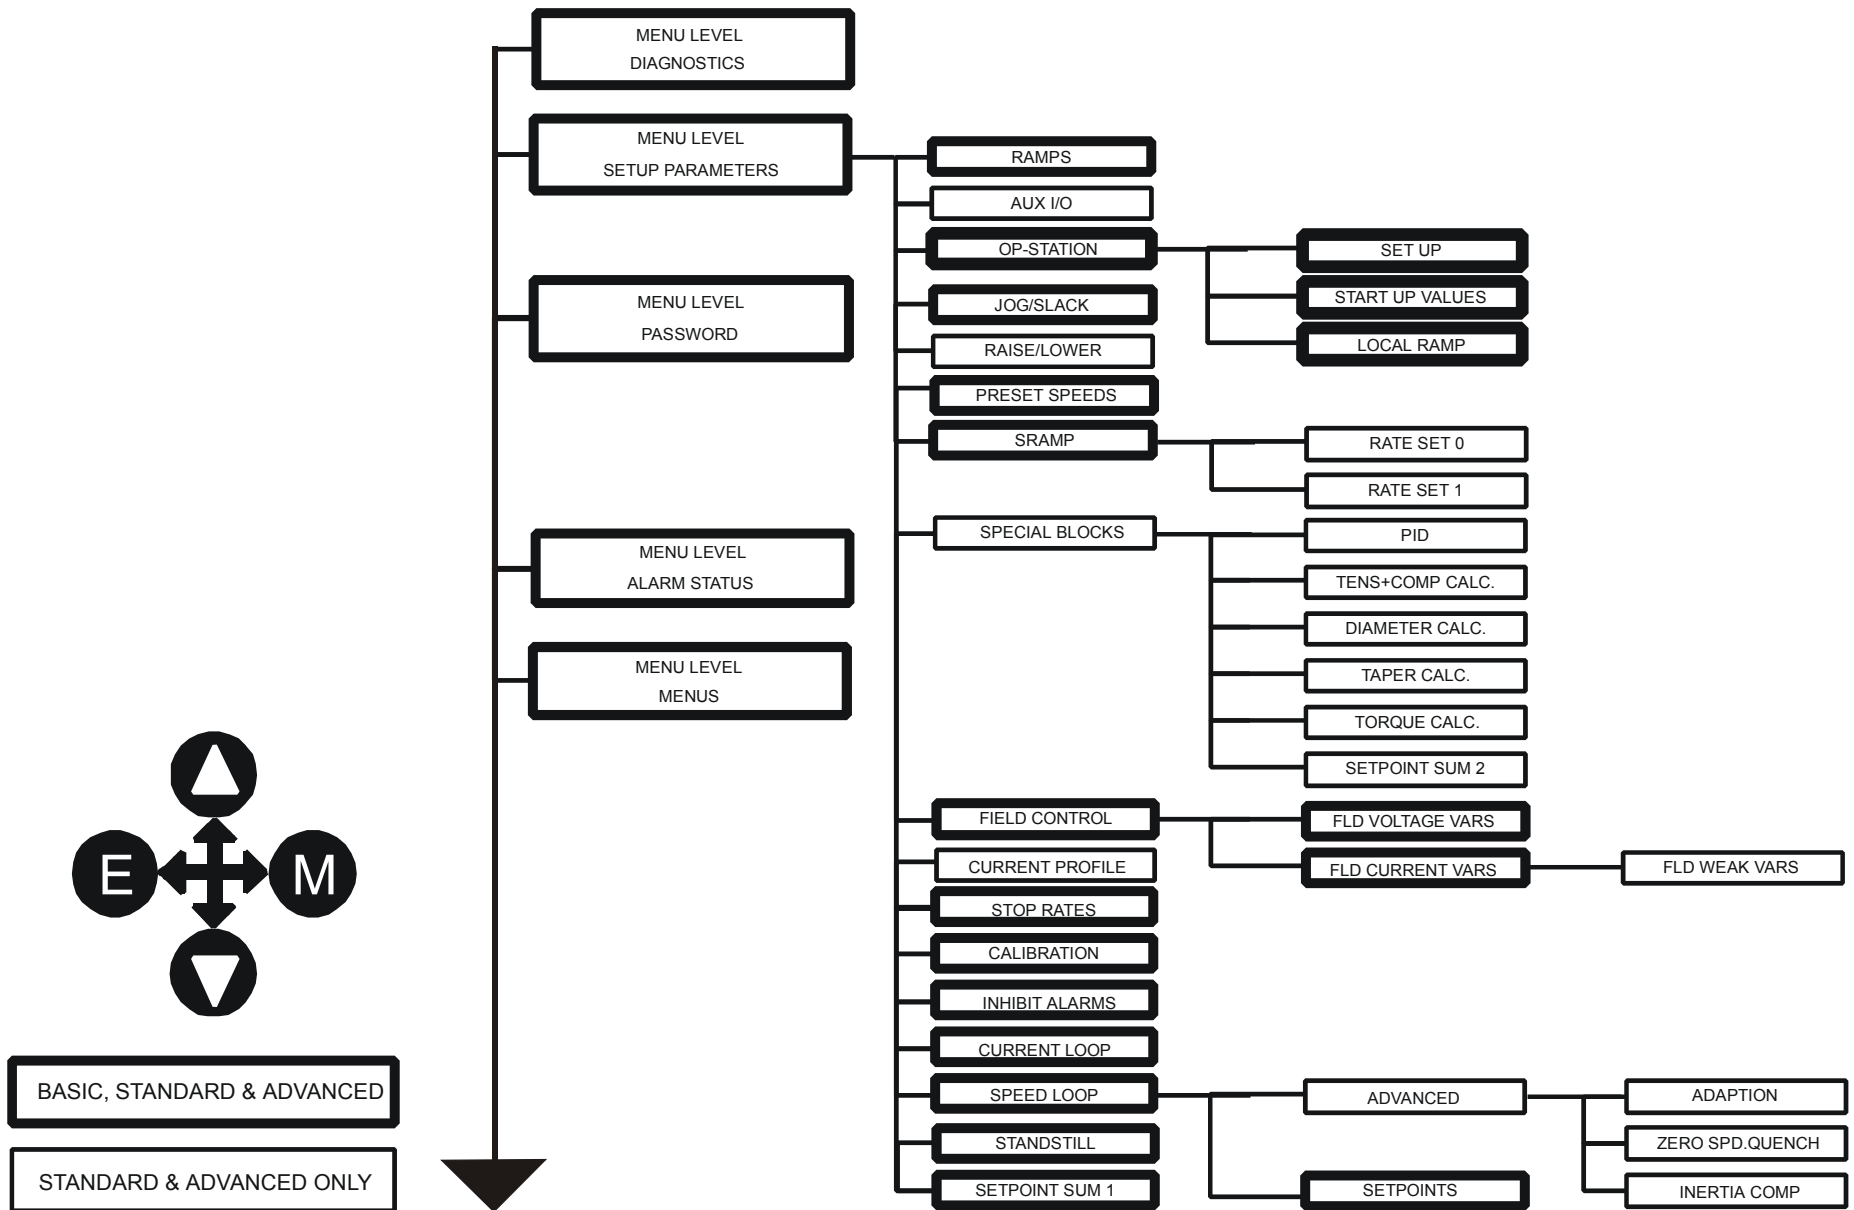 MENU LEVEL
DIAGNOSTICS
MENU LEVEL
SETUP PARAMETERS
RAMPS
AUX I/O
OP-STATION
SET UP
START UP VALUES
LOCAL RAMP
JOG/SLACK
RAISE/LOWER
PRESET SPEEDS
SRAMP
RATE SET 0
RATE SET 1
SPECIAL BLOCKS
PID
TENS+COMP CALC.
DIAMETER CALC.
TAPER CALC.
TORQUE CALC.
SETPOINT SUM 2
FIELD CONTROL
FLD VOLTAGE VARS
FLD CURRENT VARS
FLD WEAK VARS
CURRENT PROFILE
STOP RATES
CALIBRATION
INHIBIT ALARMS
CURRENT LOOP
SPEED LOOP
ADVANCED
ADAPTION
ZERO SPD.QUENCH
INERTIA COMP
SETPOINTS
STANDSTILL
SETPOINT SUM 1
MENU LEVEL
PASSWORD
MENU LEVEL
ALARM STATUS
MENU LEVEL
MENUS
E
M
BASIC, STANDARD & ADVANCED
STANDARD & ADVANCED ONLY